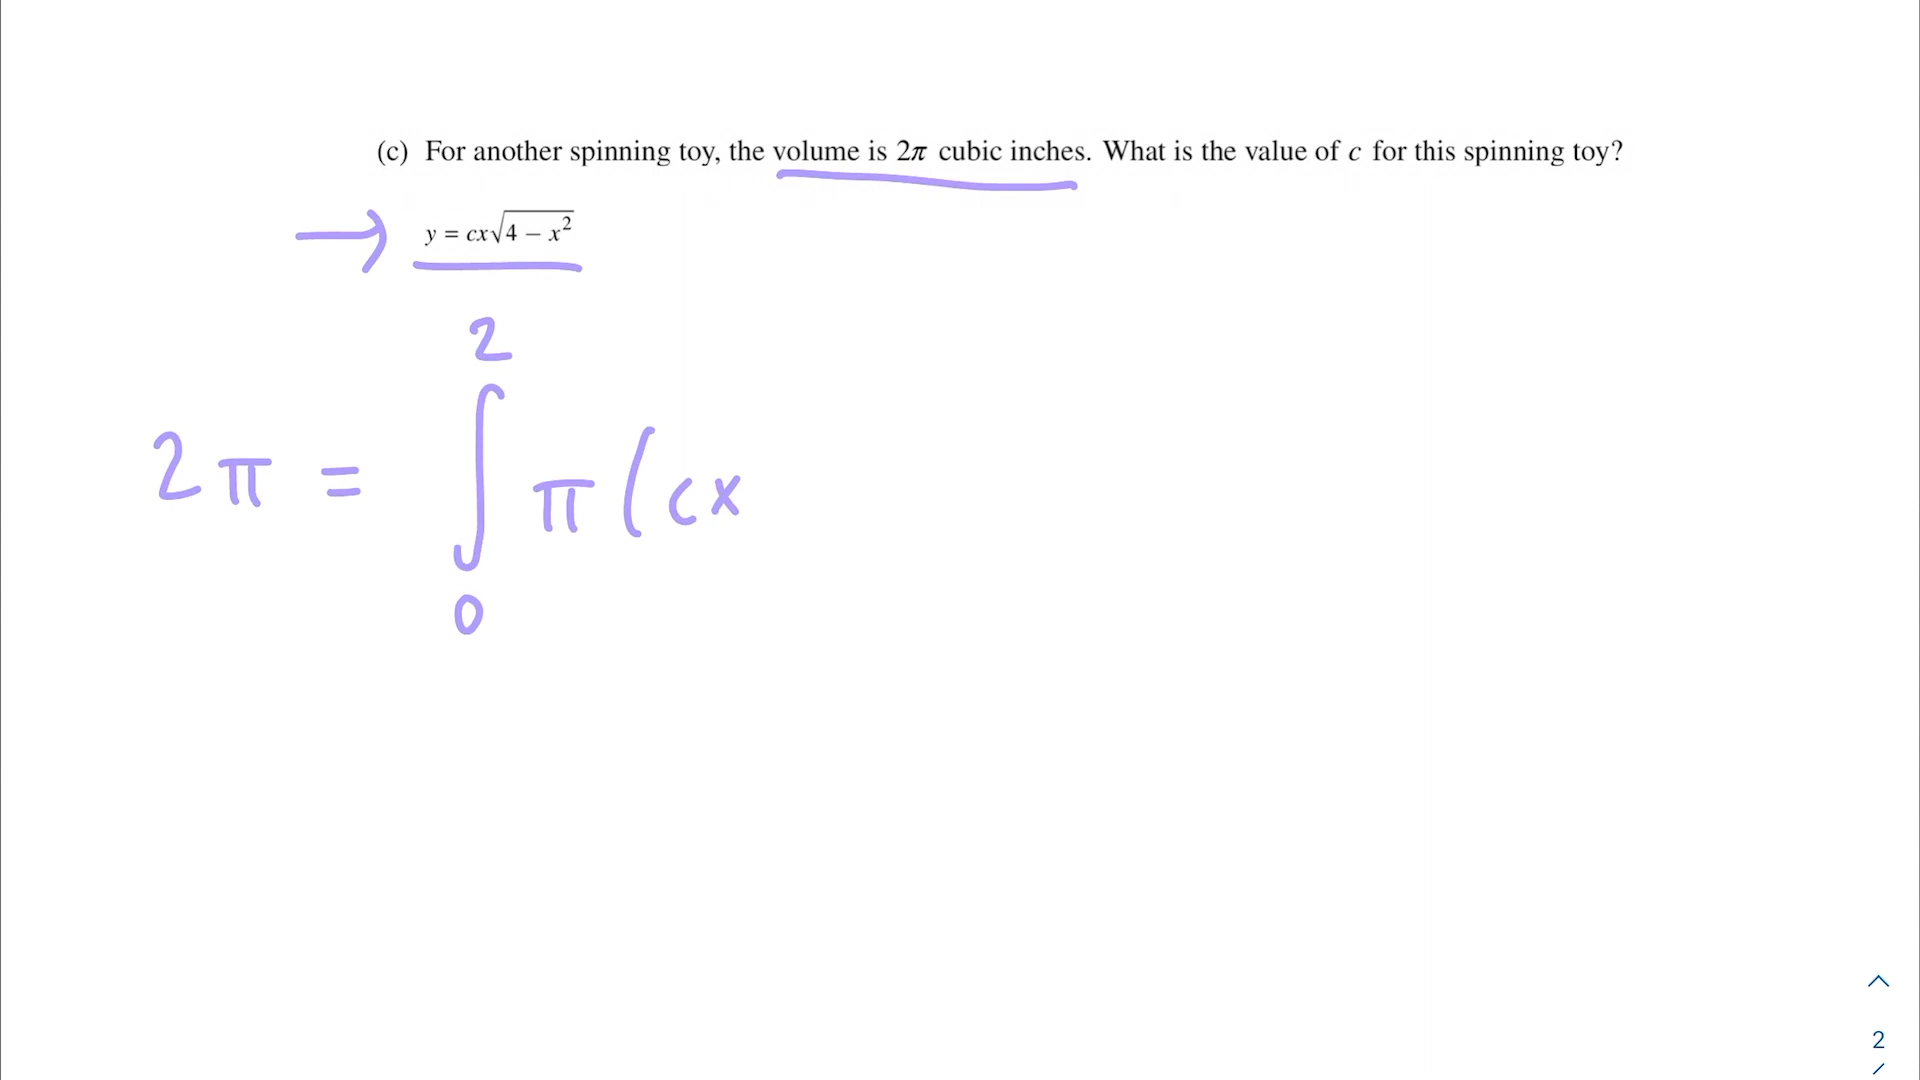 (c) For another spinning toy, the volume is 2π cubic inches. What is the value of c for this spinning toy?
y = cx√4 − x²
2
2π = ∫ π (cx
0
2